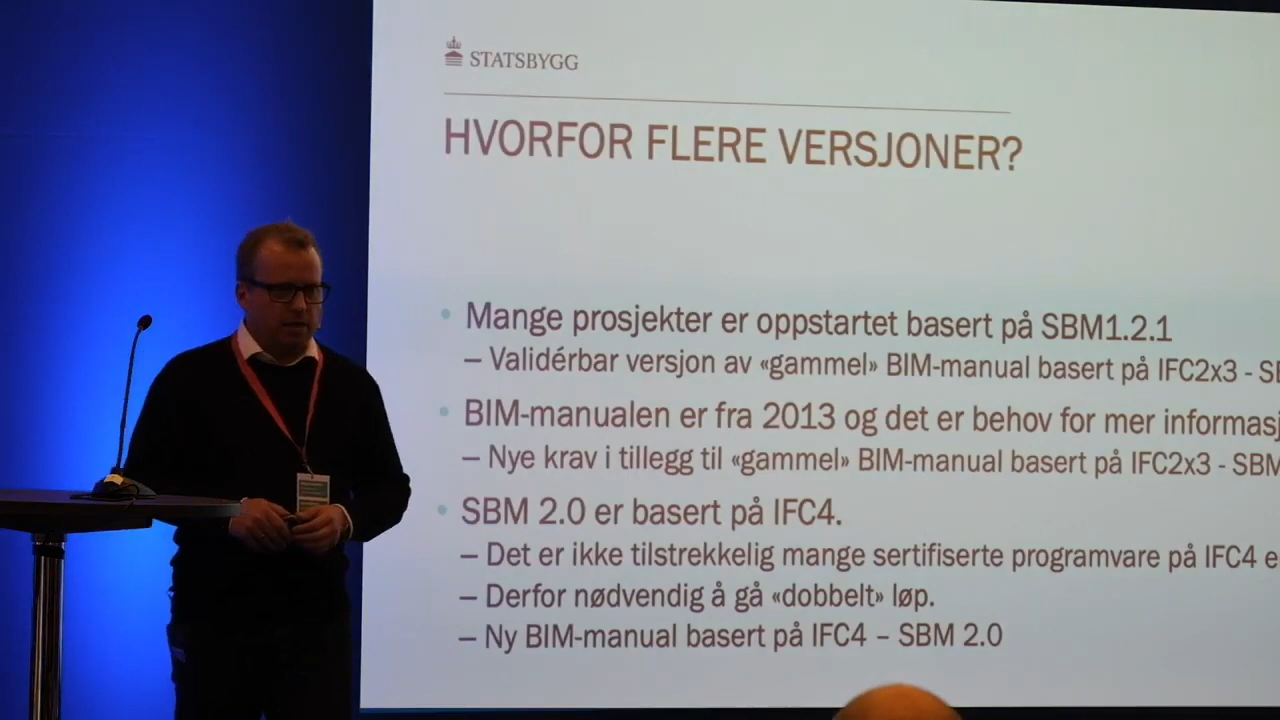 STATSBYGG
HVORFOR FLERE VERSJONER?
Mange prosjekter er oppstartet basert på SBM1.2.1
– Validérbar versjon av «gammel» BIM-manual basert på IFC2x3 -
BIM-manualen er fra 2013 og det er behov for mer
– Nye krav i tillegg til «gammel» BIM-manual basert på IFC2x3 - SBM
SBM 2.0 er basert på IFC4.
– Det er ikke tilstrekkelig mange sertifiserte programvare på IFC4
– Derfor nødvendig å gå «dobbelt» løp.
– Ny BIM-manual basert på IFC4 – SBM 2.0